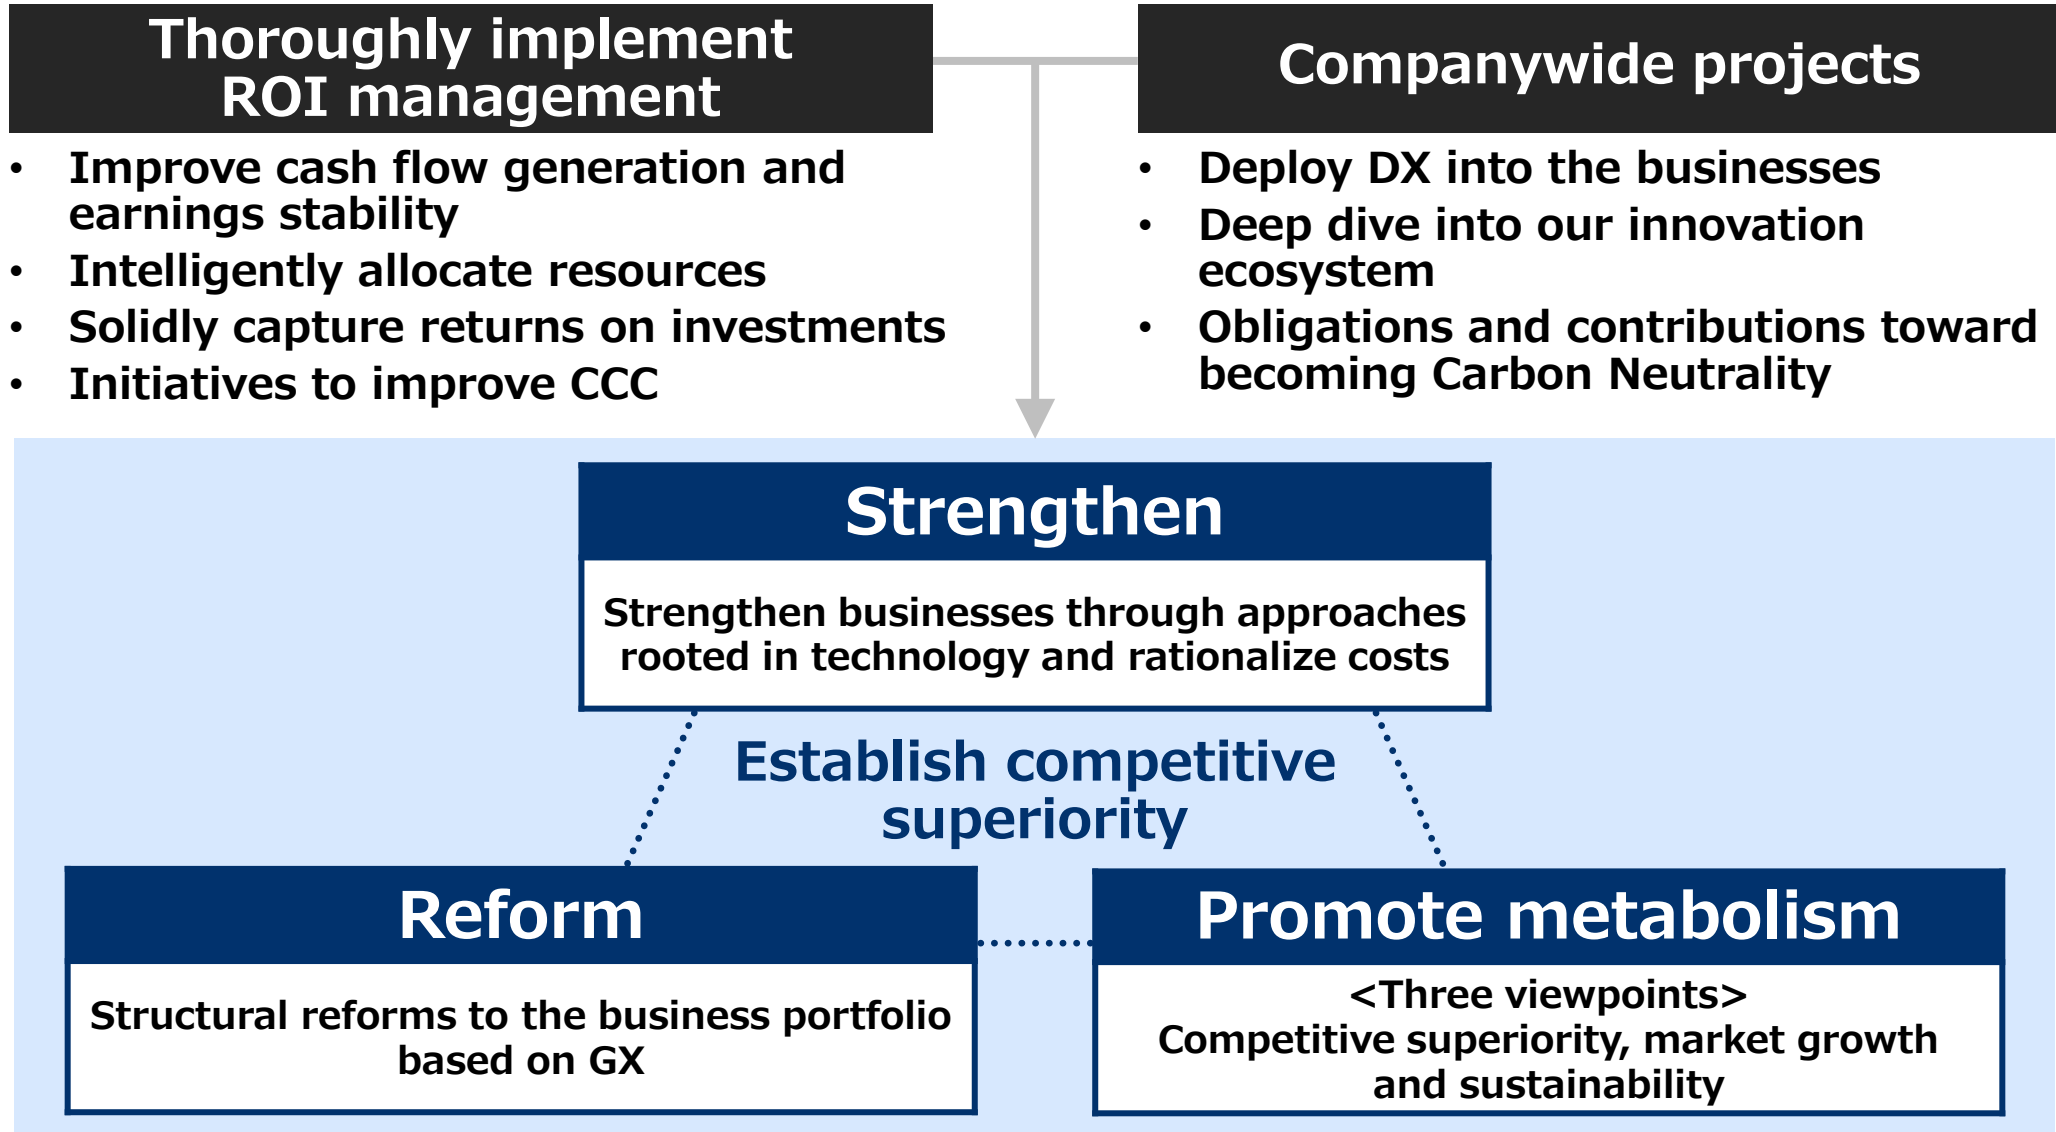 Thoroughly implement
ROI management
• Improve cash flow generation and
earnings stability
• Intelligently allocate resources
• Solidly capture returns on investments
• Initiatives to improve CCC
Companywide projects
• Deploy DX into the businesses
• Deep dive into our innovation
ecosystem
• Obligations and contributions toward
becoming Carbon Neutrality
Strengthen
Strengthen businesses through approaches
rooted in technology and rationalize costs
Establish competitive
superiority
Reform
Structural reforms to the business portfolio
based on GX
Promote metabolism
<Three viewpoints>
Competitive superiority, market growth
and sustainability